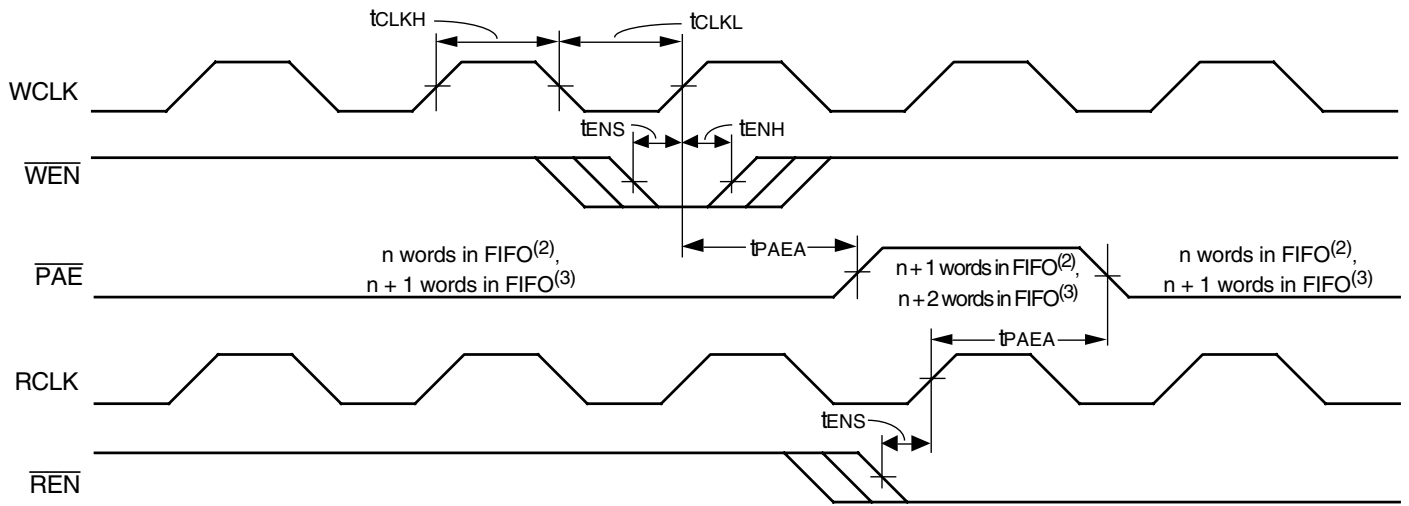 tCLKH
tCLKL
WCLK
tENS
tENH
WEN
tPAEA
n words in FIFO(2),
n + 1 words in FIFO(3)
PAE
n + 1 words in FIFO(2),
n + 2 words in FIFO(3)
n words in FIFO(2),
n + 1 words in FIFO(3)
tPAEA
RCLK
tENS
REN